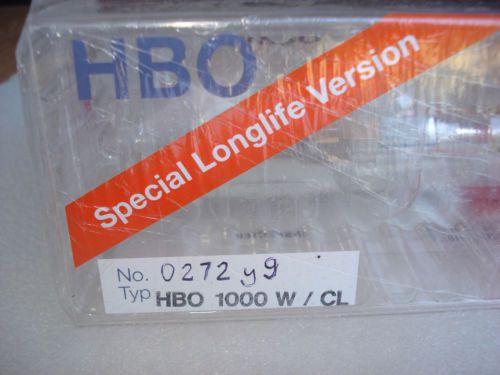 HBO
Special Longlife Version
No. 0272 y9
Typ HBO 1000 W / CL